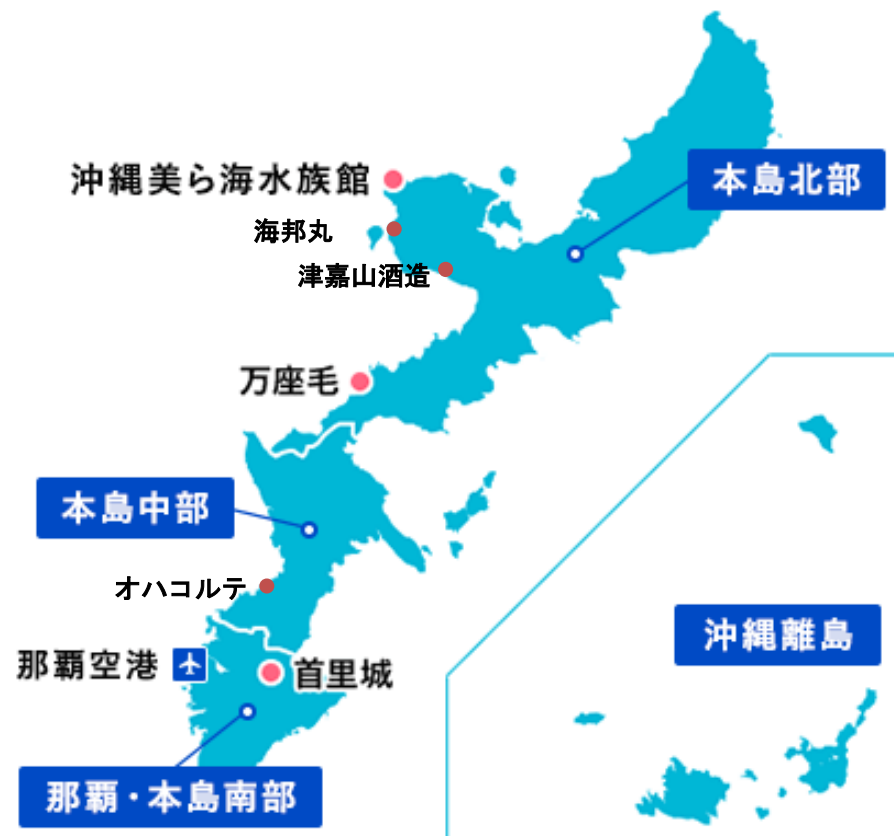 沖縄美ら海水族館
本島北部
海邦丸
津嘉山酒造
万座毛
本島中部
オハコルテ
沖縄離島
那覇空港
首里城
那覇・本島南部